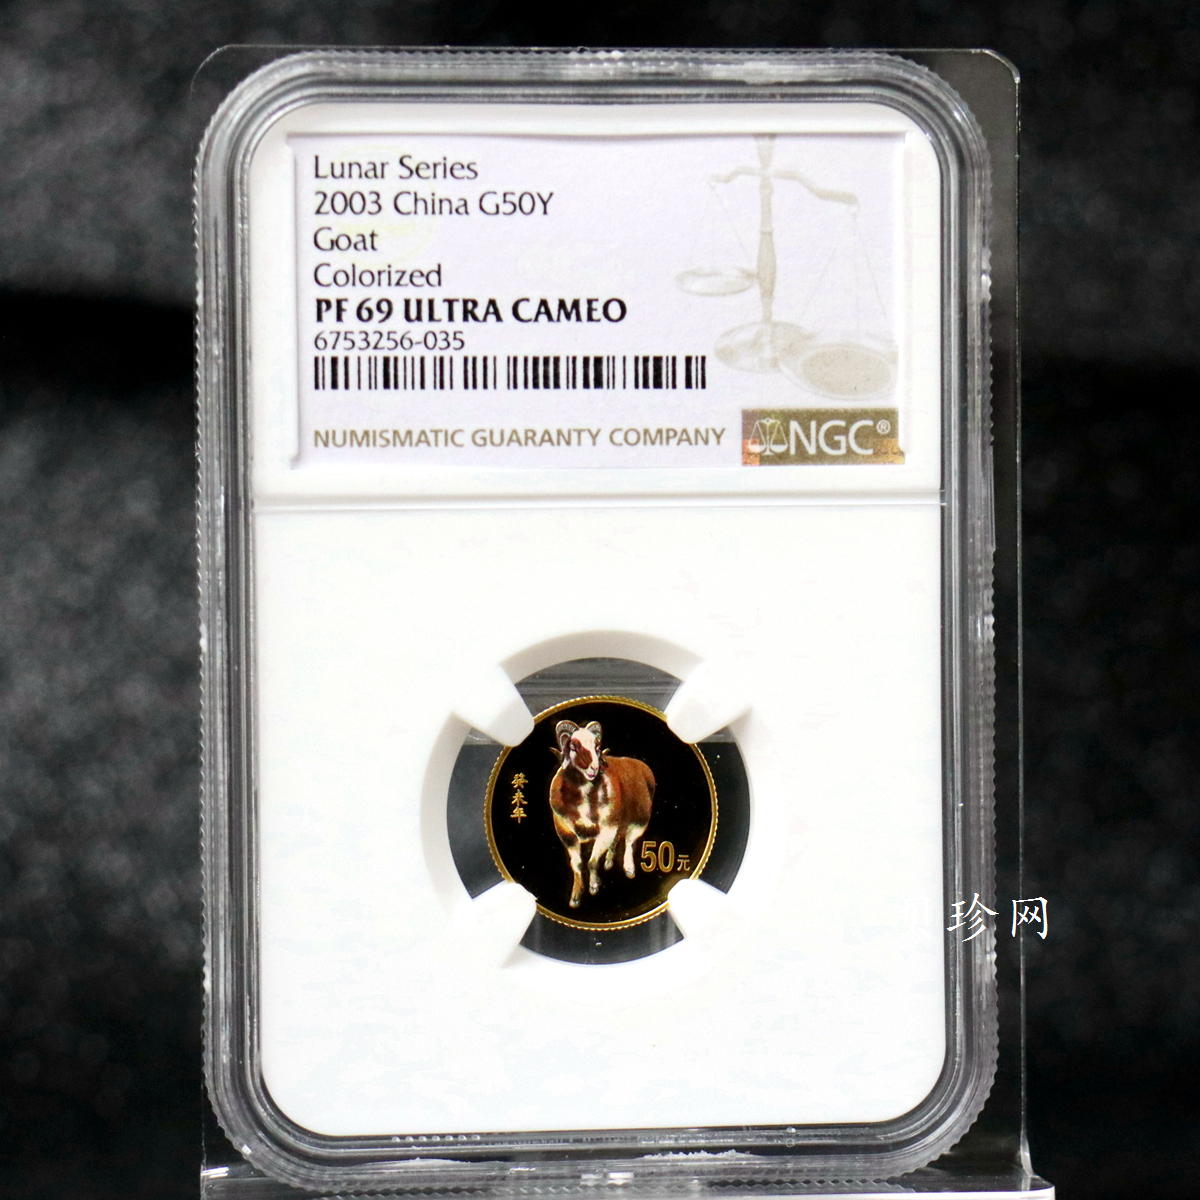 Lunar Series
2003 China G50Y
Goat
Colorized
PF 69 ULTRA CAMEO
6753256-035
NUMISMATIC GUARANTY COMPANY
NGC®
癸未年
50元
珍网